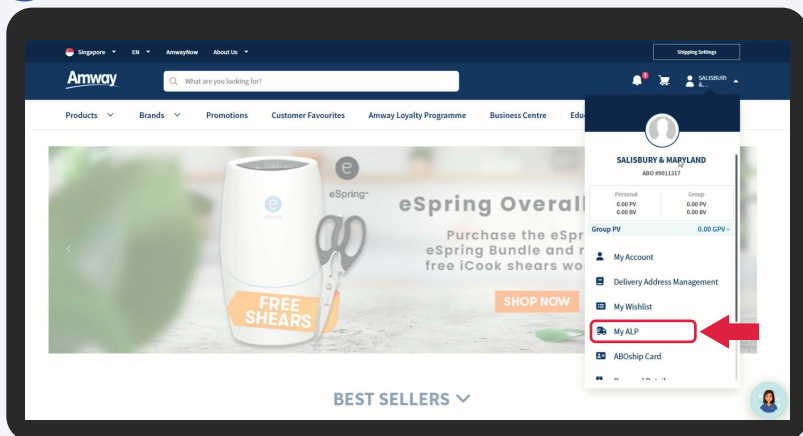 Singapore EN AmwayNow About Us Shipping Settings
Amway What are you looking for? 1 SALISBURY &...
Products Brands Promotions Customer Favourites Amway Loyalty Programme Business Centre Edu
SALISBURY & MARYLAND
ABO #9011317
Personal Group
0.00 PV 0.00 PV
0.00 BV 0.00 BV
Group PV 0.00 GPV
My Account
Delivery Address Management
My Wishlist
My ALP
ABOship Card
e
eSpring™
eSpring Overall
Purchase the eSpr
eSpring Bundle and r
free iCook shears wo
SHOP NOW
FREE
SHEARS
BEST SELLERS